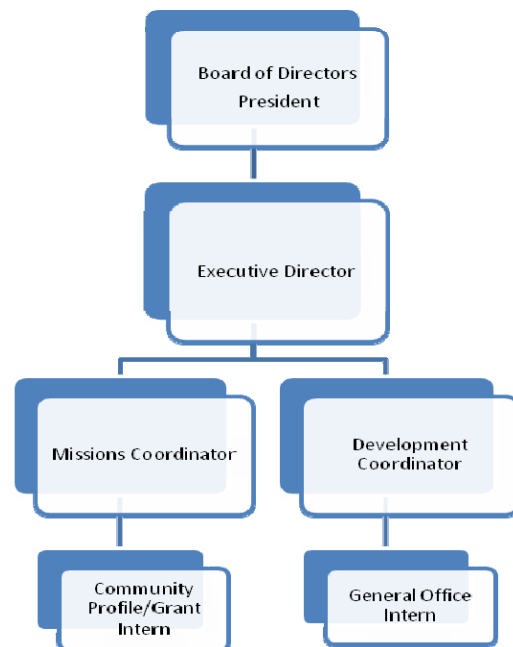 Board of Directors
President
Executive Director
Missions Coordinator
Development
Coordinator
Community
Profile/Grant
Intern
General Office
Intern